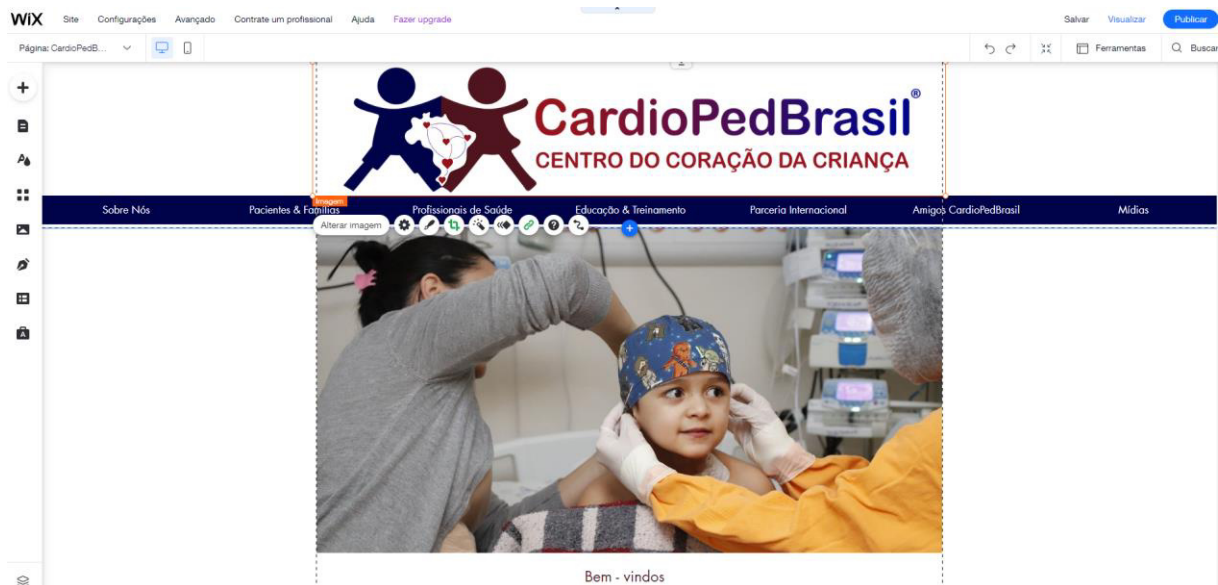 WiX Site Configurações Avançado Contrate um profissional Ajuda Fazer upgrade Salvar Visualizar Publicar
Página: CardioPedB... Ferramentas Buscar
CardioPedBrasil®
CENTRO DO CORAÇÃO DA CRIANÇA
Imagem
Sobre Nós Pacientes & Famílias Profissionais de Saúde Educação & Treinamento Parceria Internacional Amigos CardioPedBrasil Mídias
Alterar imagem
Bem - vindos